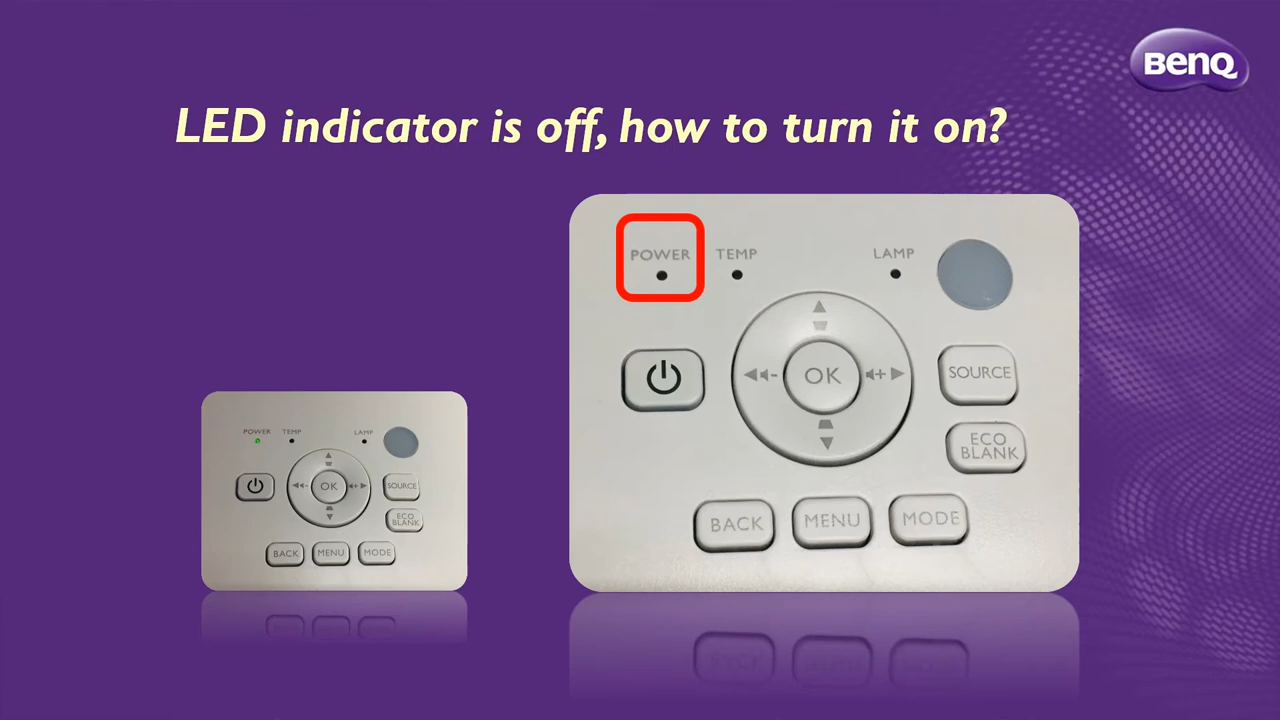 BenQ
LED indicator is off, how to turn it on?
POWER TEMP LAMP
OK
SOURCE
ECO
BLANK
BACK MENU MODE
POWER TEMP LAMP
OK
SOURCE
ECO
BLANK
BACK MENU MODE